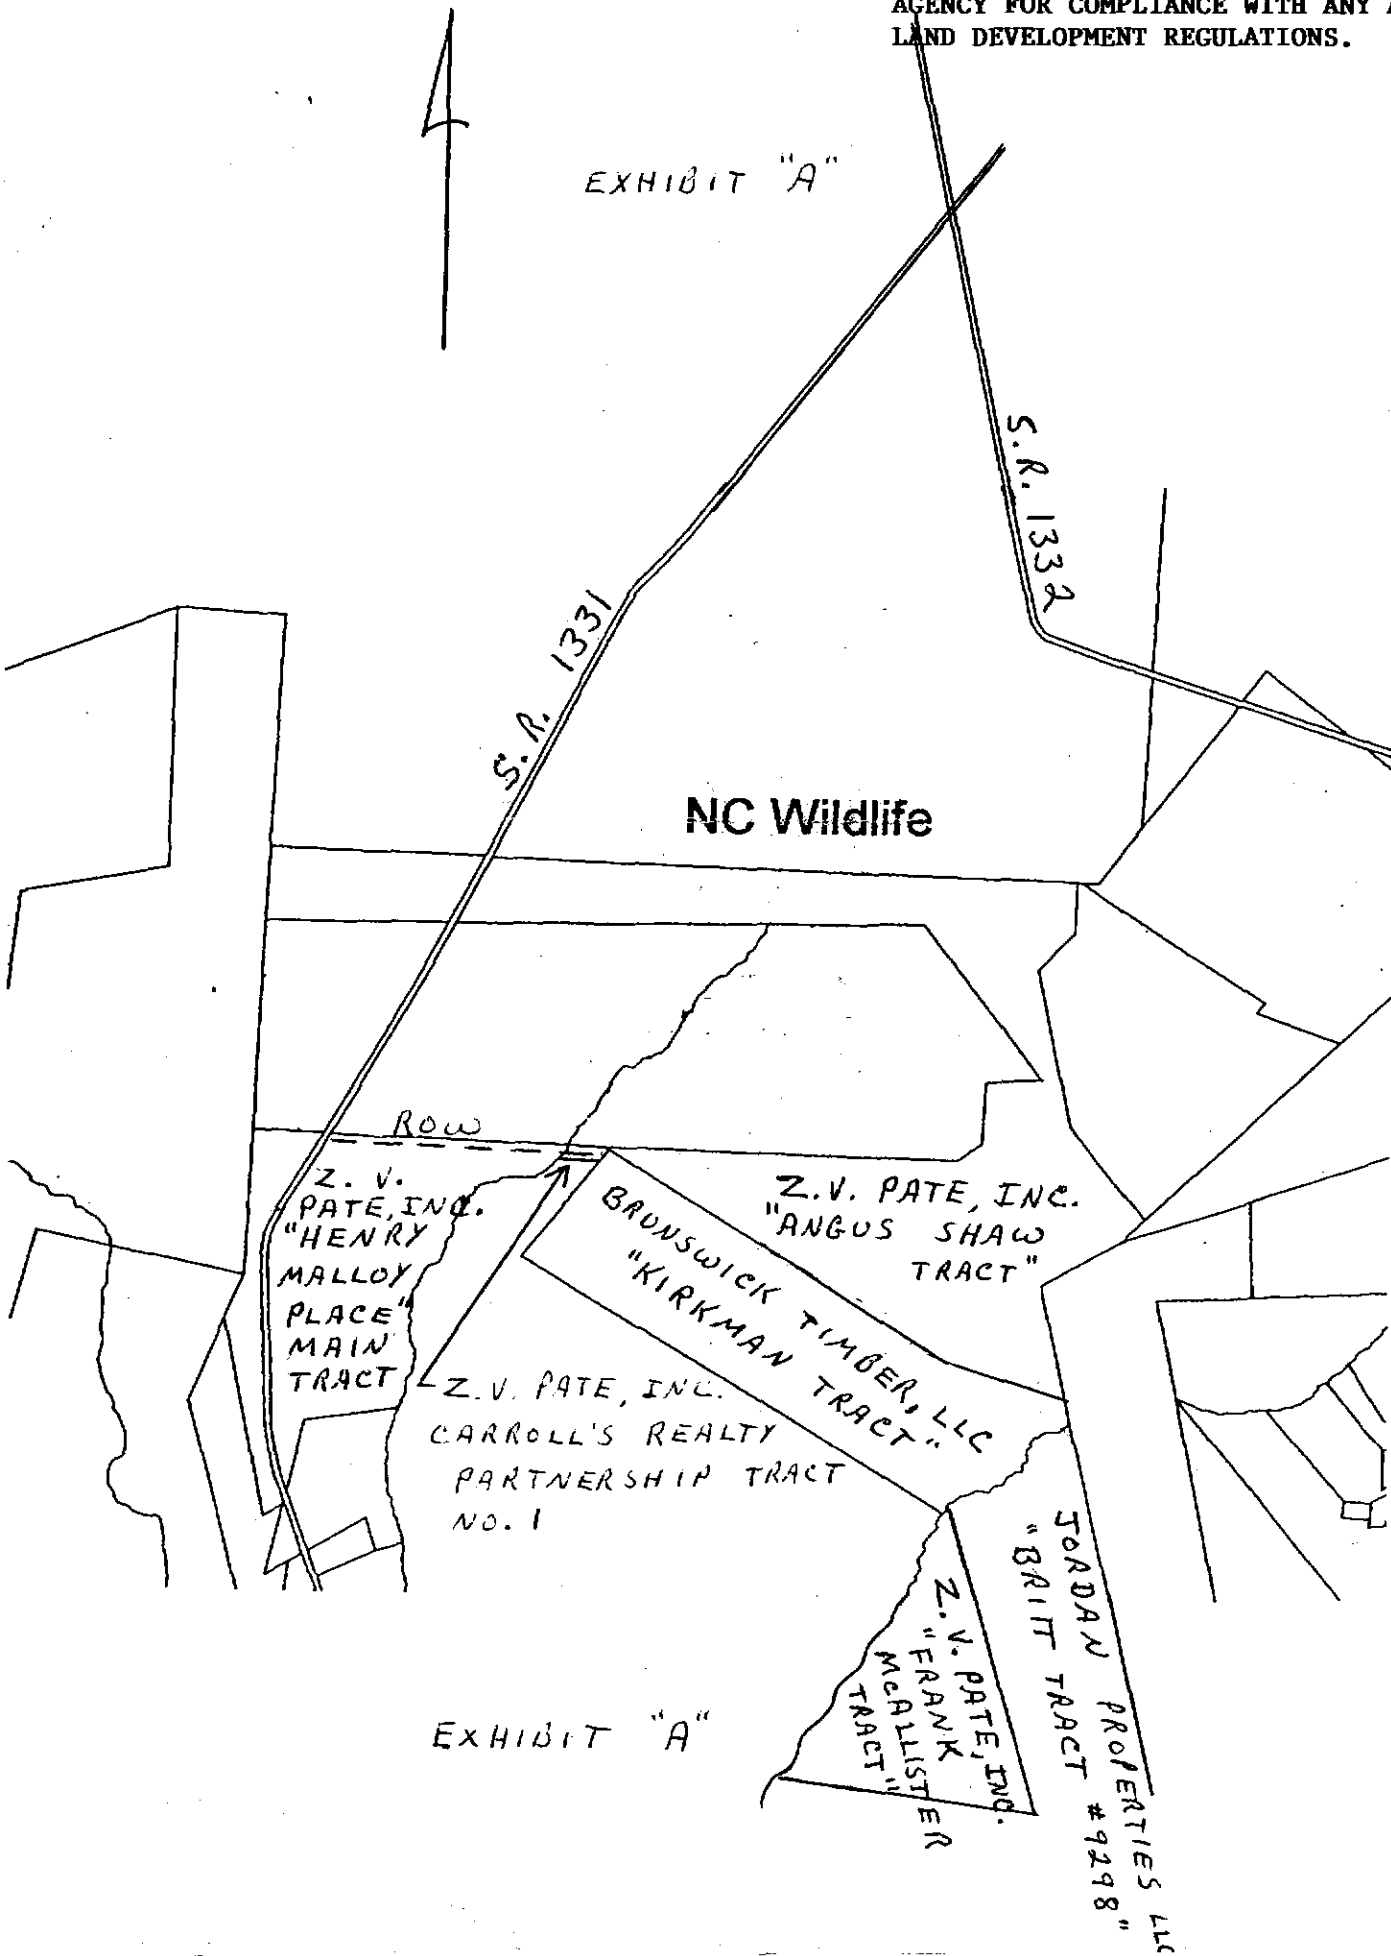 AGENCY FOR COMPLIANCE WITH ANY
LAND DEVELOPMENT REGULATIONS.
EXHIBIT "A"
S.R. 1332
S. R. 1331
NC Wildlife
ROW
Z. V.
PATE, INC.
"HENRY
MALLOY
PLACE"
MAIN
TRACT
Z.V. PATE, INC.
"ANGUS SHAW
TRACT"
BRUNSWICK TIMBER, LLC
"KIRKMAN TRACT"
Z.V. PATE, INC.
CARROLL'S REALTY
PARTNERSHIP TRACT
NO. 1
JORDAN PROPERTIES LLC
"BRITT TRACT #9298"
Z. V. PATE, INC.
"FRANK
McALLISTER
TRACT"
EXHIBIT "A"